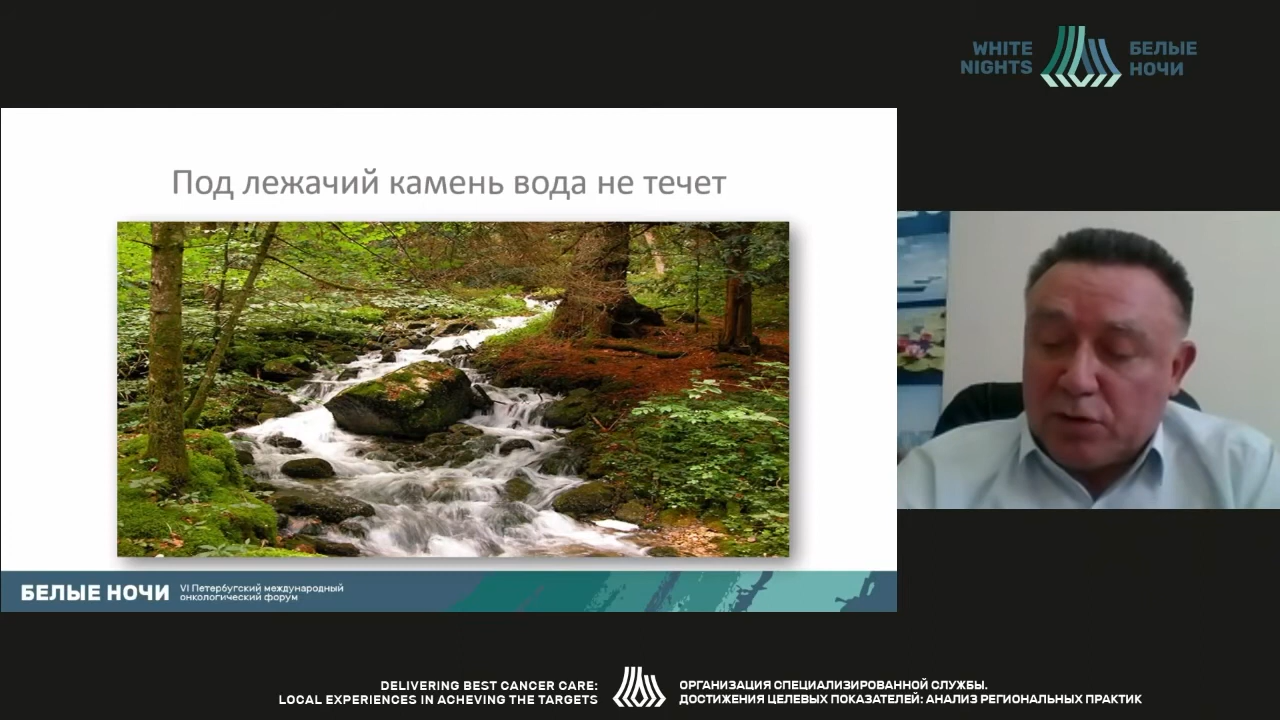 WHITE
NIGHTS
БЕЛЫЕ
НОЧИ
Под лежачий камень вода не течет
БЕЛЫЕ НОЧИ
VI Петербугский международный
онкологический форум
DELIVERING BEST CANCER CARE:
LOCAL EXPERIENCES IN ACHEVING THE TARGETS
ОРГАНИЗАЦИЯ СПЕЦИАЛИЗИРОВАННОЙ СЛУЖБЫ.
ДОСТИЖЕНИЯ ЦЕЛЕВЫХ ПОКАЗАТЕЛЕЙ: АНАЛИЗ РЕГИОНАЛЬНЫХ ПРАКТИК